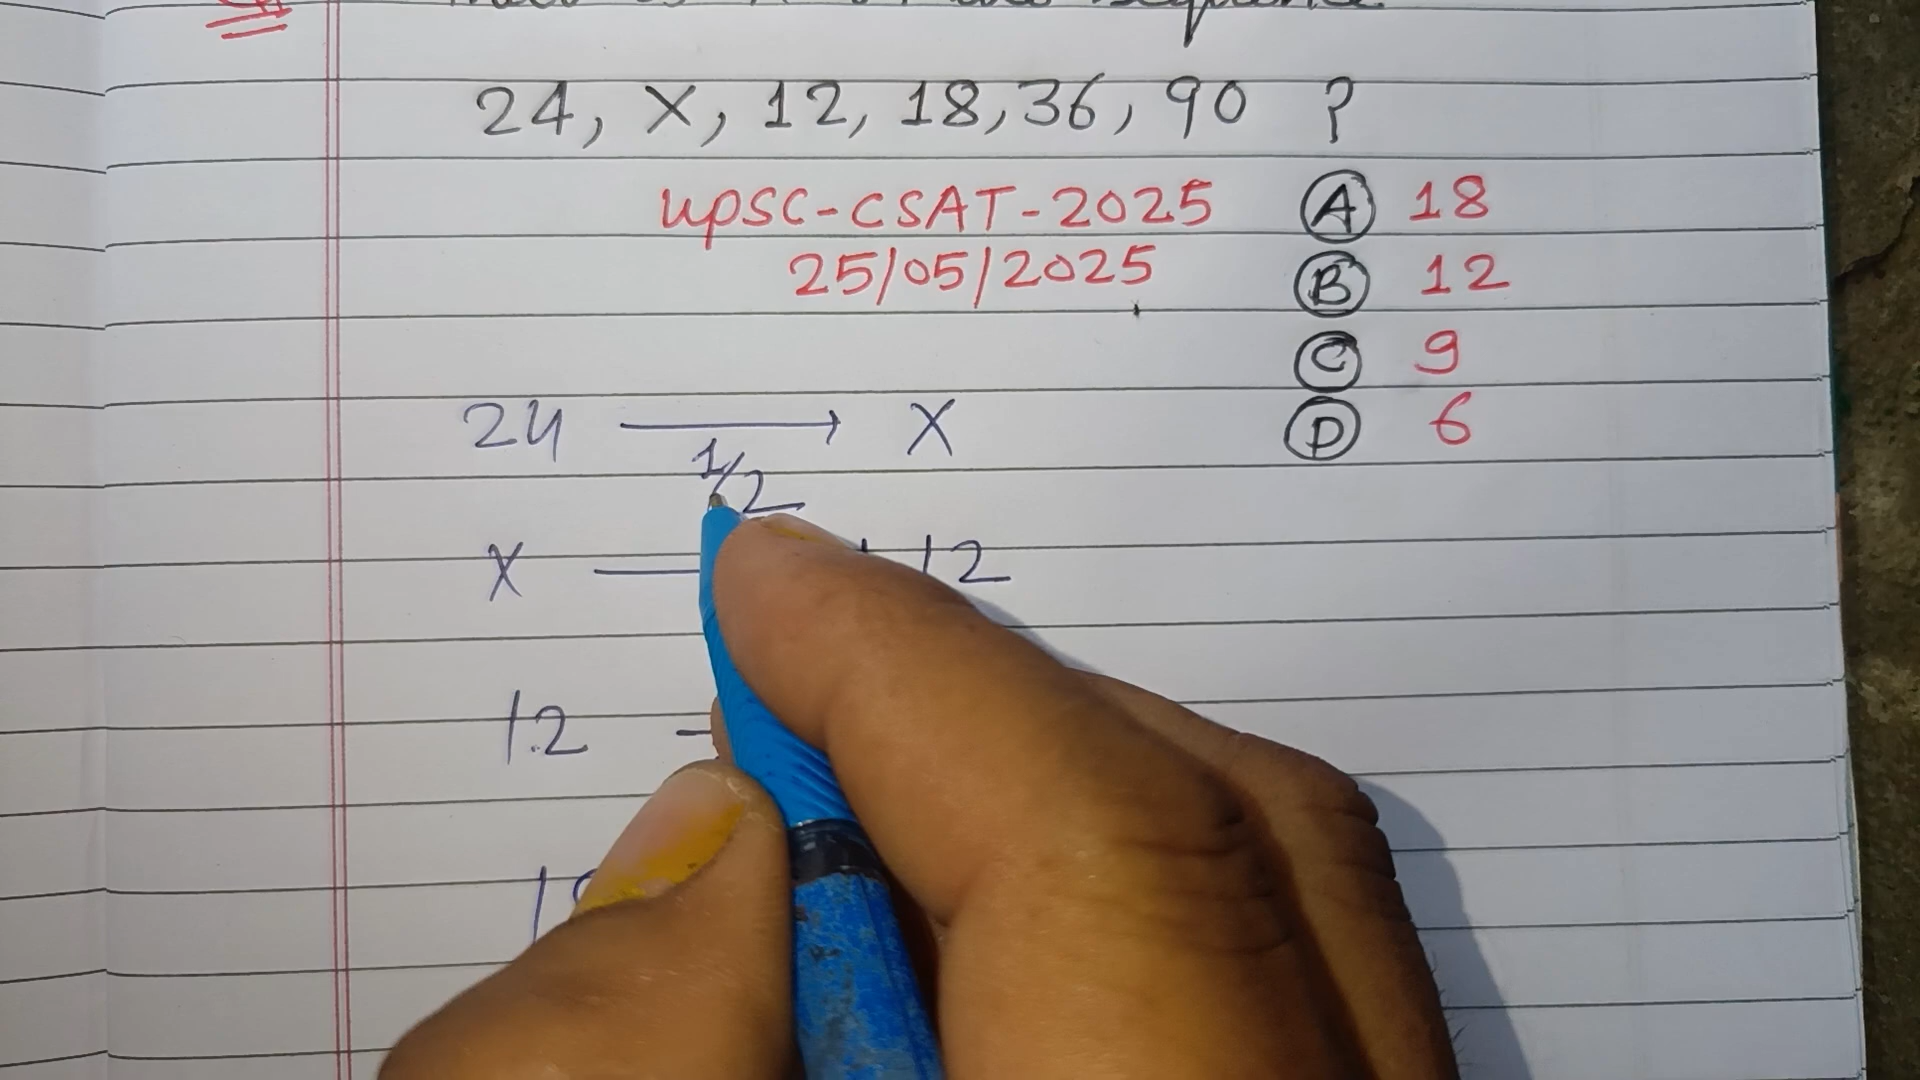 24, X, 12, 18, 36, 90 ?
UPSC-CSAT-2025
25/05/2025
A 18
B 12
C 9
D 6
24 → X
1/2
X 12
12